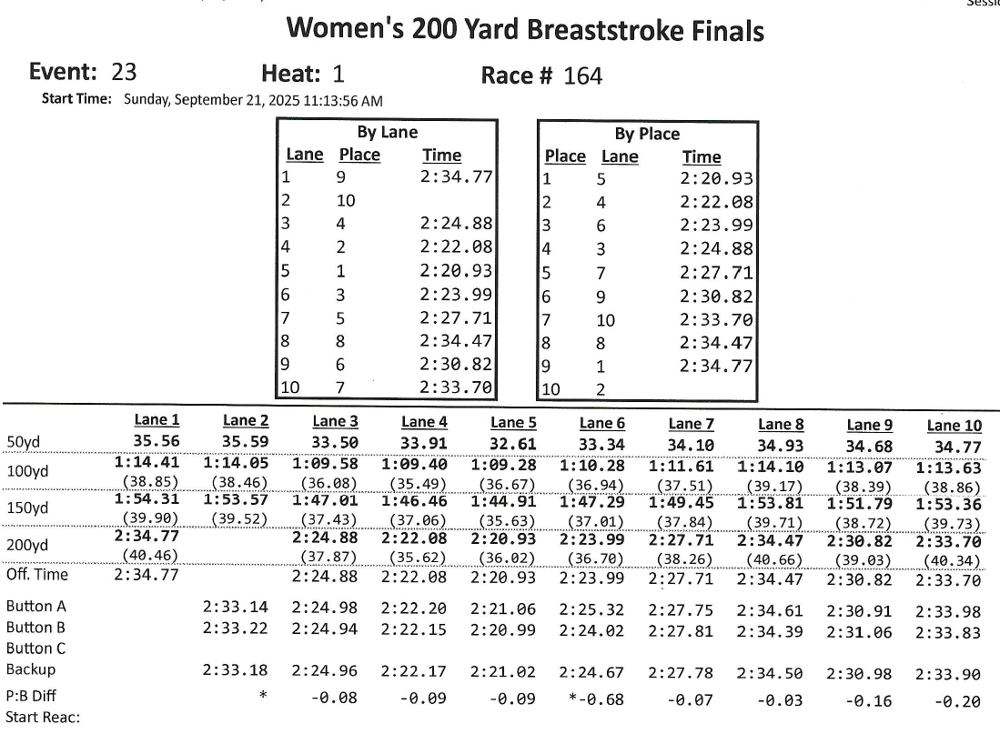 Women's 200 Yard Breaststroke Finals
Event: 23 Heat: 1 Race # 164
Start Time: Sunday, September 21, 2025 11:13:56 AM
By Lane
Lane Place Time
1 9 2:34.77
2 10
3 4 2:24.88
4 2 2:22.08
5 1 2:20.93
6 3 2:23.99
7 5 2:27.71
8 8 2:34.47
9 6 2:30.82
10 7 2:33.70
By Place
Place Lane Time
1 5 2:20.93
2 4 2:22.08
3 6 2:23.99
4 3 2:24.88
5 7 2:27.71
6 9 2:30.82
7 10 2:33.70
8 8 2:34.47
9 1 2:34.77
10 2
Lane 1 Lane 2 Lane 3 Lane 4 Lane 5 Lane 6 Lane 7 Lane 8 Lane 9 Lane 10
50yd 35.56 35.59 33.50 33.91 32.61 33.34 34.10 34.93 34.68 34.77
100yd 1:14.41 1:14.05 1:09.58 1:09.40 1:09.28 1:10.28 1:11.61 1:14.10 1:13.07 1:13.63
(38.85) (38.46) (36.08) (35.49) (36.67) (36.94) (37.51) (39.17) (38.39) (38.86)
150yd 1:54.31 1:53.57 1:47.01 1:46.46 1:44.91 1:47.29 1:49.45 1:53.81 1:51.79 1:53.36
(39.90) (39.52) (37.43) (37.06) (35.63) (37.01) (37.84) (39.71) (38.72) (39.73)
200yd 2:34.77 2:24.88 2:22.08 2:20.93 2:23.99 2:27.71 2:34.47 2:30.82 2:33.70
(40.46) (37.87) (35.62) (36.02) (36.70) (38.26) (40.66) (39.03) (40.34)
Off. Time 2:34.77 2:24.88 2:22.08 2:20.93 2:23.99 2:27.71 2:34.47 2:30.82 2:33.70
Button A 2:33.14 2:24.98 2:22.20 2:21.06 2:25.32 2:27.75 2:34.61 2:30.91 2:33.98
Button B 2:33.22 2:24.94 2:22.15 2:20.99 2:24.02 2:27.81 2:34.39 2:31.06 2:33.83
Button C
Backup 2:33.18 2:24.96 2:22.17 2:21.02 2:24.67 2:27.78 2:34.50 2:30.98 2:33.90
P:B Diff * -0.08 -0.09 -0.09 *-0.68 -0.07 -0.03 -0.16 -0.20
Start Reac: